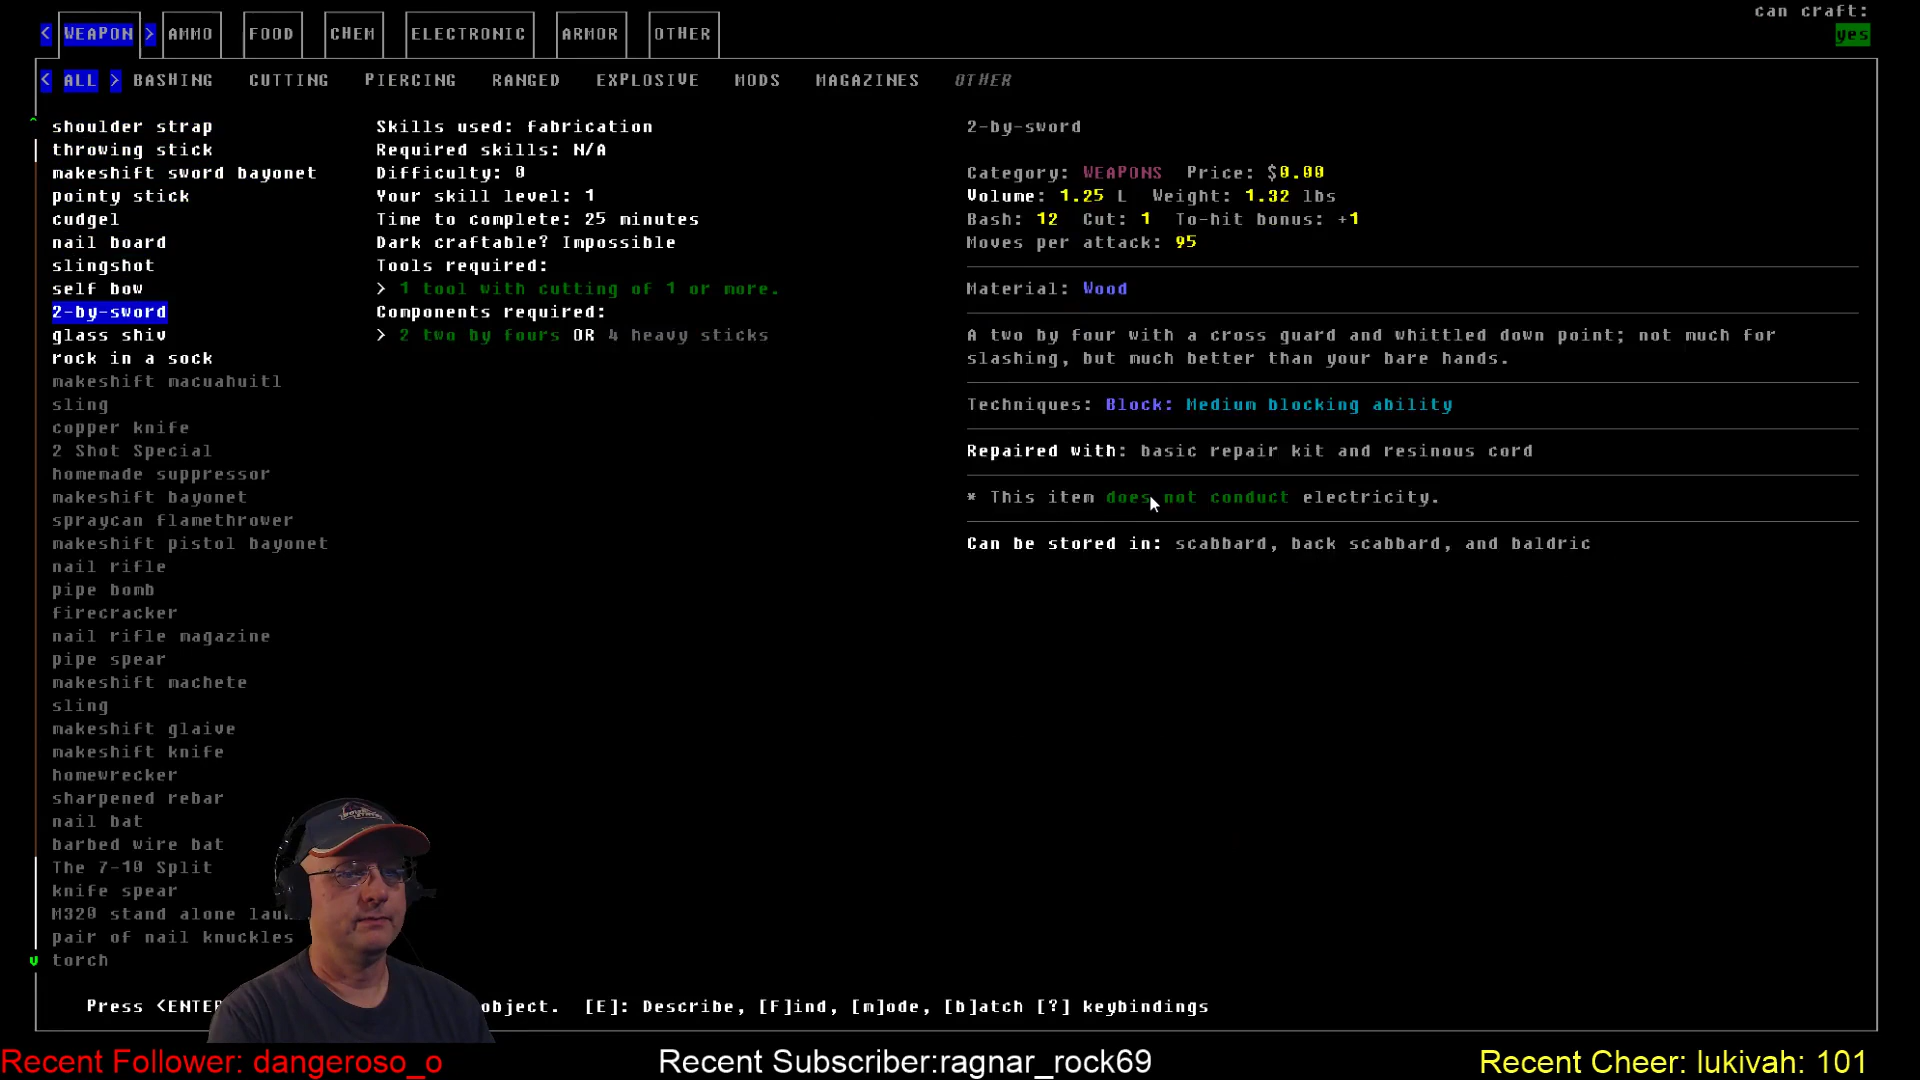 can craft:
< WEAPON > AMMO FOOD CHEM ELECTRONIC ARMOR OTHER yes
< ALL > BASHING CUTTING PIERCING RANGED EXPLOSIVE MODS MAGAZINES OTHER
^
shoulder strap
throwing stick
makeshift sword bayonet
pointy stick
cudgel
nail board
slingshot
self bow
2-by-sword
glass shiv
rock in a sock
makeshift macuahuitl
sling
copper knife
2 Shot Special
homemade suppressor
makeshift bayonet
spraycan flamethrower
makeshift pistol bayonet
nail rifle
pipe bomb
firecracker
nail rifle magazine
pipe spear
makeshift machete
sling
makeshift glaive
makeshift knife
homewrecker
sharpened rebar
nail bat
barbed wire bat
The 7-10 Split
knife spear
M320 stand alone
pair of nail knuckles
v torch
Skills used: fabrication
Required skills: N/A
Difficulty: 0
Your skill level: 1
Time to complete: 25 minutes
Dark craftable? Impossible
Tools required:
> 1 tool with cutting of 1 or more.
Components required:
> 2 two by fours OR 4 heavy sticks
2-by-sword
Category: WEAPONS Price: $0.00
Volume: 1.25 L Weight: 1.32 lbs
Bash: 12 Cut: 1 To-hit bonus: +1
Moves per attack: 95
Material: Wood
A two by four with a cross guard and whittled down point; not much for
slashing, but much better than your bare hands.
Techniques: Block: Medium blocking ability
Repaired with: basic repair kit and resinous cord
* This item does not conduct electricity.
Can be stored in: scabbard, back scabbard, and baldric
Press <ENTER object. [E]: Describe, [F]ind, [m]ode, [b]atch [?] keybindings
Recent Follower: dangeroso_o Recent Subscriber:ragnar_rock69 Recent Cheer: lukivah: 101